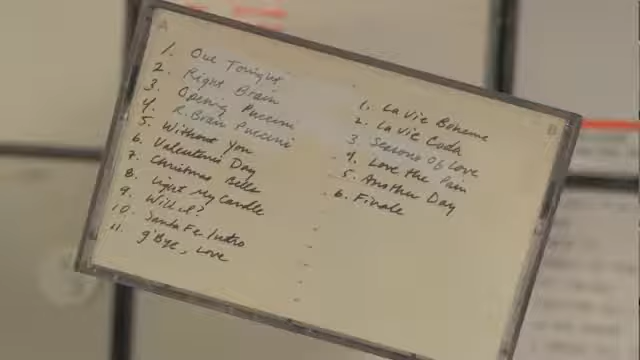 A
1. Out Tonight
2. Right Brain
3. Opening Puccini
4. R. Brain Puccini
5. Without You
6. Valentine's Day
7. Christmas Bells
8. Light My Candle
9. Will I?
10. Santa Fe Intro
11. g'Bye, Love
B
1. La Vie Boheme
2. La Vie Coda
3. Seasons Of Love
4. Love the Pain
5. Another Day
6. Finale